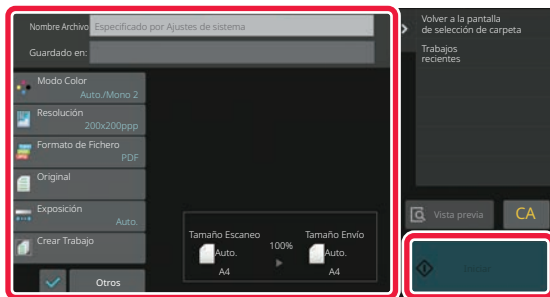 Nombre Archivo
Especificado por Ajustes de sistema
Guardado en:
Modo Color
Auto./Mono 2
Resolución
200x200ppp
Formato de Fichero
PDF
Original
Exposición
Auto.
Crear Trabajo
Otros
Tamaño Escaneo
100%
Tamaño Envío
Auto.
A4
Auto.
A4
Volver a la pantalla
de selección de carpeta
Trabajos
recientes
Vista previa
CA
Iniciar